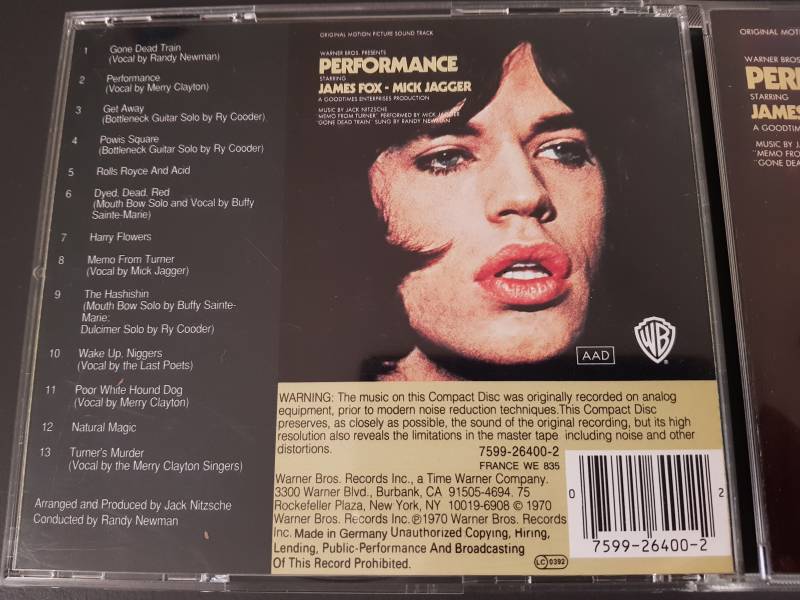 1 Gone Dead Train
(Vocal by Randy Newman)
2 Performance
(Vocal by Merry Clayton)
3 Get Away
(Bottleneck Guitar Solo by Ry Cooder)
4 Powis Square
(Bottleneck Guitar Solo by Ry Cooder)
5 Rolls Royce And Acid
6 Dyed, Dead, Red
(Mouth Bow Solo and Vocal by Buffy
Sainte-Marie)
7 Harry Flowers
8 Memo From Turner
(Vocal by Mick Jagger)
9 The Hashishin
(Mouth Bow Solo by Buffy Sainte-
Marie:
Dulcimer Solo by Ry Cooder)
10 Wake Up, Niggers
(Vocal by the Last Poets)
11 Poor White Hound Dog
(Vocal by Merry Clayton)
12 Natural Magic
13 Turner's Murder
(Vocal by the Merry Clayton Singers)
Arranged and Produced by Jack Nitzsche
Conducted by Randy Newman
ORIGINAL MOTION PICTURE SOUND TRACK
WARNER BROS. PRESENTS
PERFORMANCE
STARRING
JAMES FOX - MICK JAGGER
A GOODTIMES ENTERPRISES PRODUCTION
MUSIC BY JACK NITZSCHE
"MEMO FROM TURNER" PERFORMED BY MICK JAGGER
"GONE DEAD TRAIN" SUNG BY RANDY NEWMAN
AAD
WB
WARNING: The music on this Compact Disc was originally recorded on analog
equipment, prior to modern noise reduction techniques.This Compact Disc
preserves, as closely as possible, the sound of the original recording, but its high
resolution also reveals the limitations in the master tape including noise and other
distortions.
7599-26400-2
FRANCE WE 835
Warner Bros. Records Inc., a Time Warner Company.
3300 Warner Blvd., Burbank, CA 91505-4694. 75
Rockefeller Plaza, New York, NY 10019-6908 © 1970
Warner Bros. Records Inc. ℗1970 Warner Bros. Records
Inc. Made in Germany Unauthorized Copying, Hiring,
Lending, Public-Performance And Broadcasting
Of This Record Prohibited.
LC 0392
0 2
7599-26400-2
ORIGINAL MOTI
WARNER BROS
PER
STARRING
JAMES
A GOODT
MUSIC BY J
"MEMO FROM
"GONE DEA